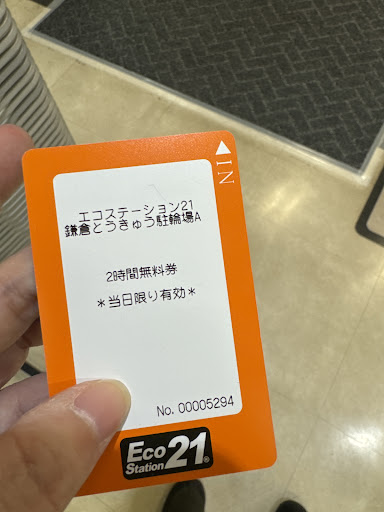 ◀IN
エコステーション21
鎌倉とうきゅう駐輪場A
2時間無料券
＊当日限り有効＊
No. 00005294
Eco
Station 21®